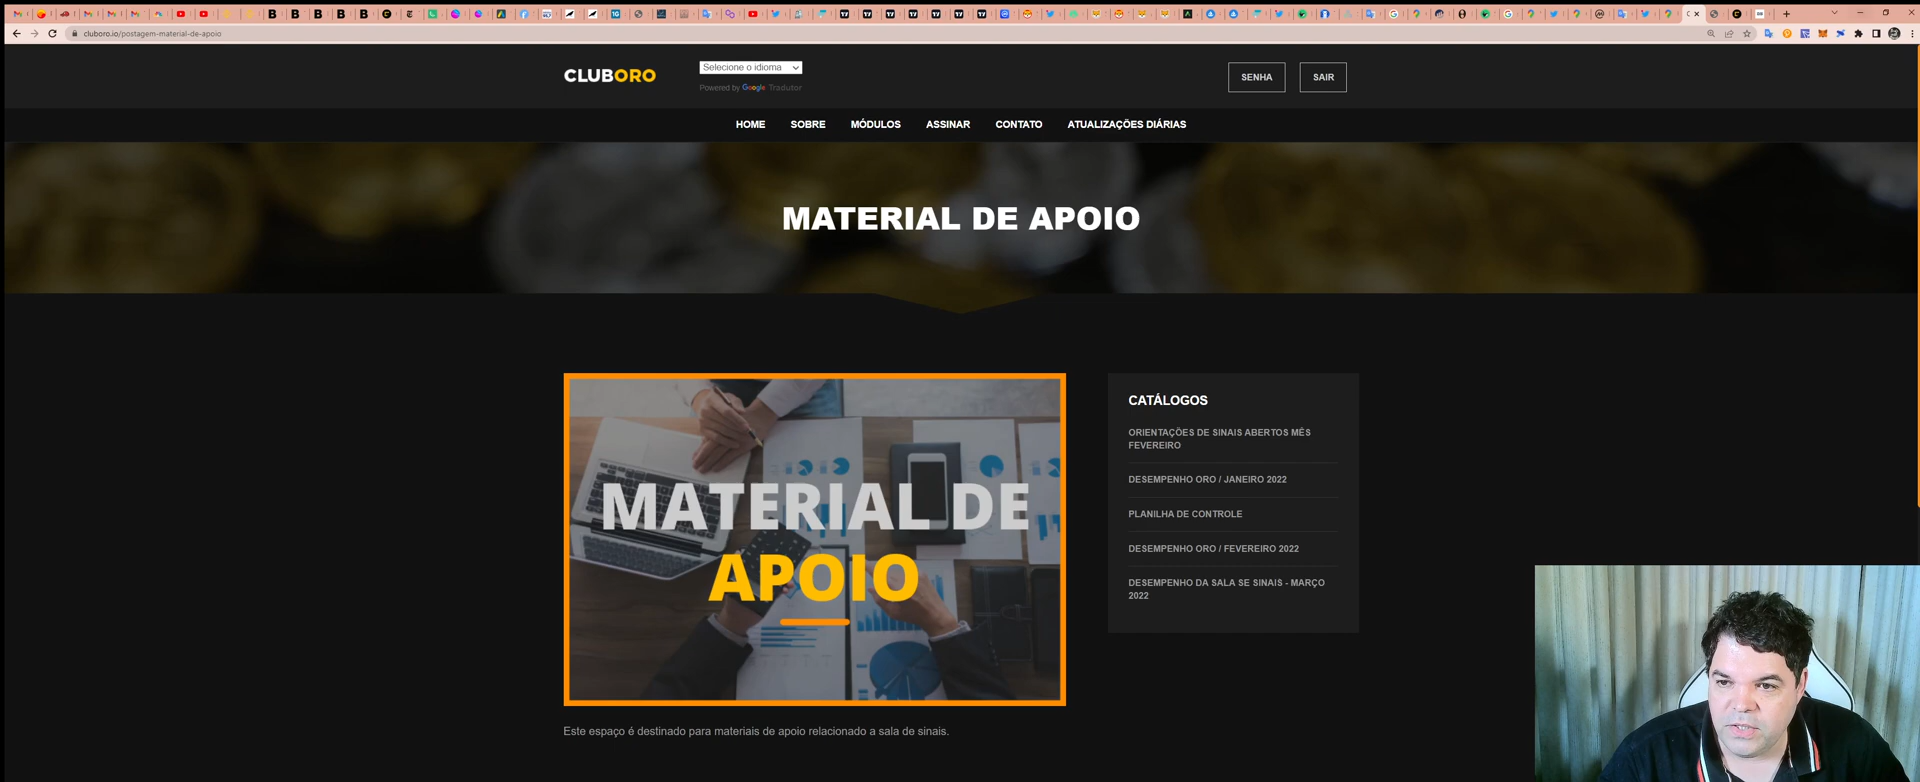 cluboro.io/postagem-material-de-apoio
CLUBORO
Selecione o idioma
Powered by Google Tradutor
SENHA
SAIR
HOME
SOBRE
MÓDULOS
ASSINAR
CONTATO
ATUALIZAÇÕES DIÁRIAS
MATERIAL DE APOIO
MATERIAL DE
APOIO
Este espaço é destinado para materiais de apoio relacionado a sala de sinais.
CATÁLOGOS
ORIENTAÇÕES DE SINAIS ABERTOS MÊS
FEVEREIRO
DESEMPENHO ORO / JANEIRO 2022
PLANILHA DE CONTROLE
DESEMPENHO ORO / FEVEREIRO 2022
DESEMPENHO DA SALA SE SINAIS - MARÇO
2022